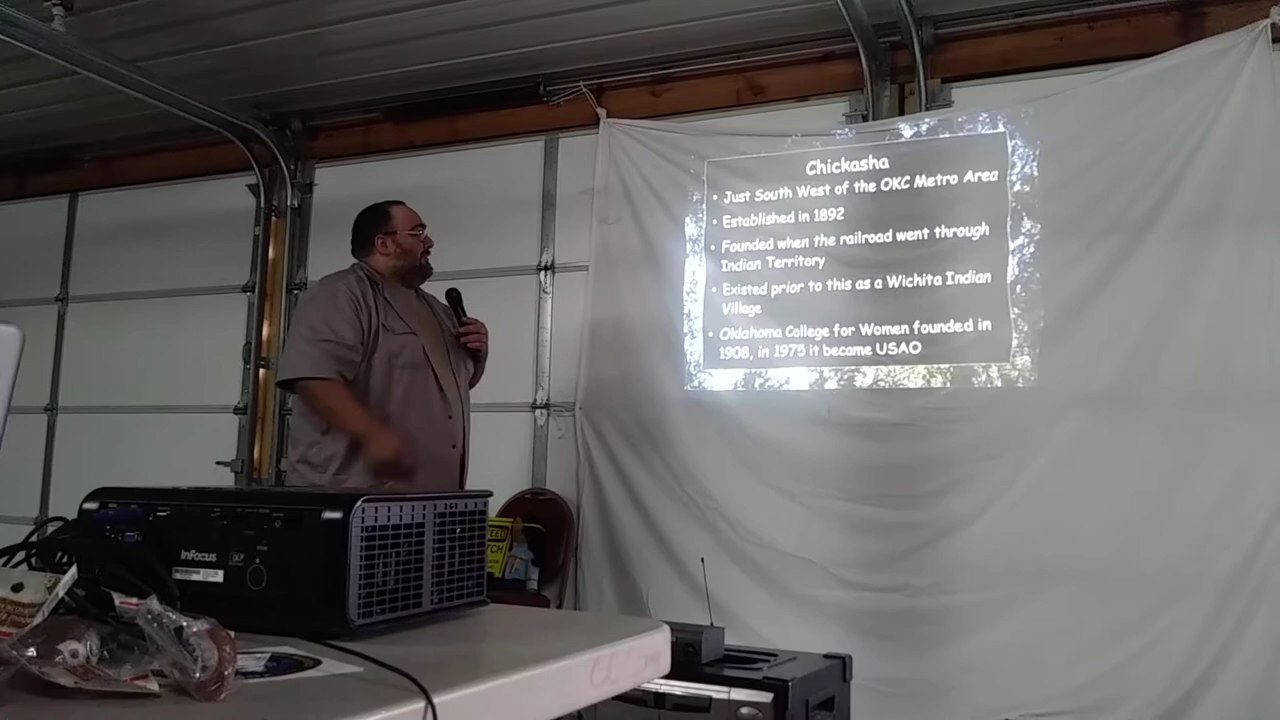 Chickasha
• Just South West of the OKC Metro Area
• Established in 1892
• Founded when the railroad went through
Indian Territory
• Existed prior to this as a Wichita Indian
Village
• Oklahoma College for Women founded in
1908, in 1975 it became USAO
InFocus